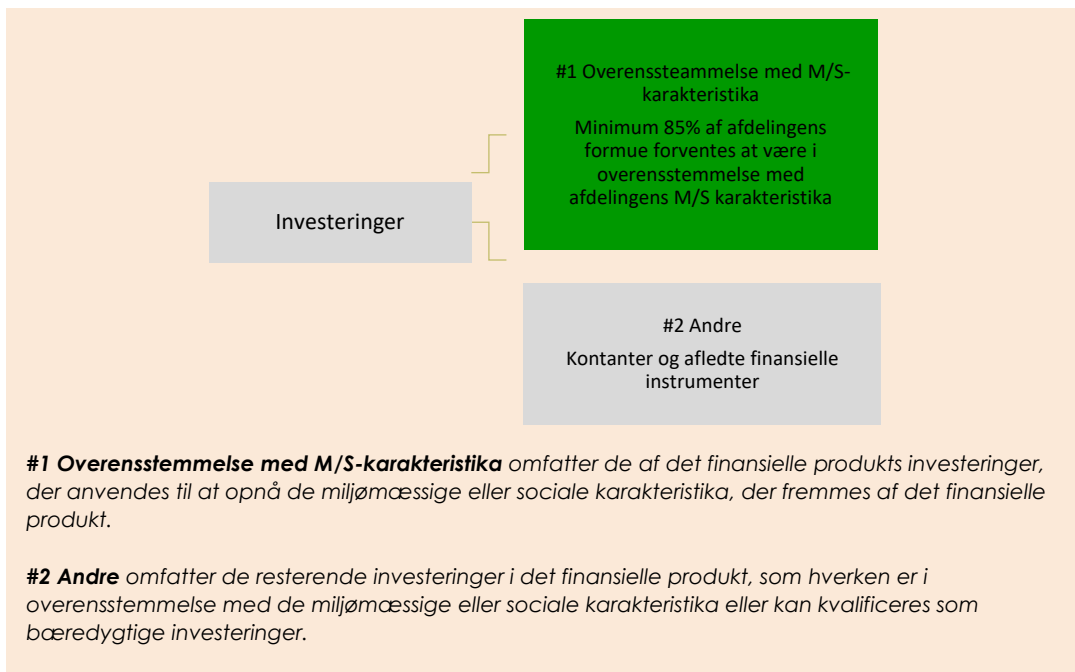 #1 Overenssteammelse med M/S-
karakteristika
Minimum 85% af afdelingens
formue forventes at være i
overensstemmelse med
afdelingens M/S karakteristika
Investeringer
#2 Andre
Kontanter og afledte finansielle
instrumenter
#1 Overensstemmelse med M/S-karakteristika omfatter de af det finansielle produkts investeringer,
der anvendes til at opnå de miljømæssige eller sociale karakteristika, der fremmes af det finansielle
produkt.
#2 Andre omfatter de resterende investeringer i det finansielle produkt, som hverken er i
overensstemmelse med de miljømæssige eller sociale karakteristika eller kan kvalificeres som
bæredygtige investeringer.